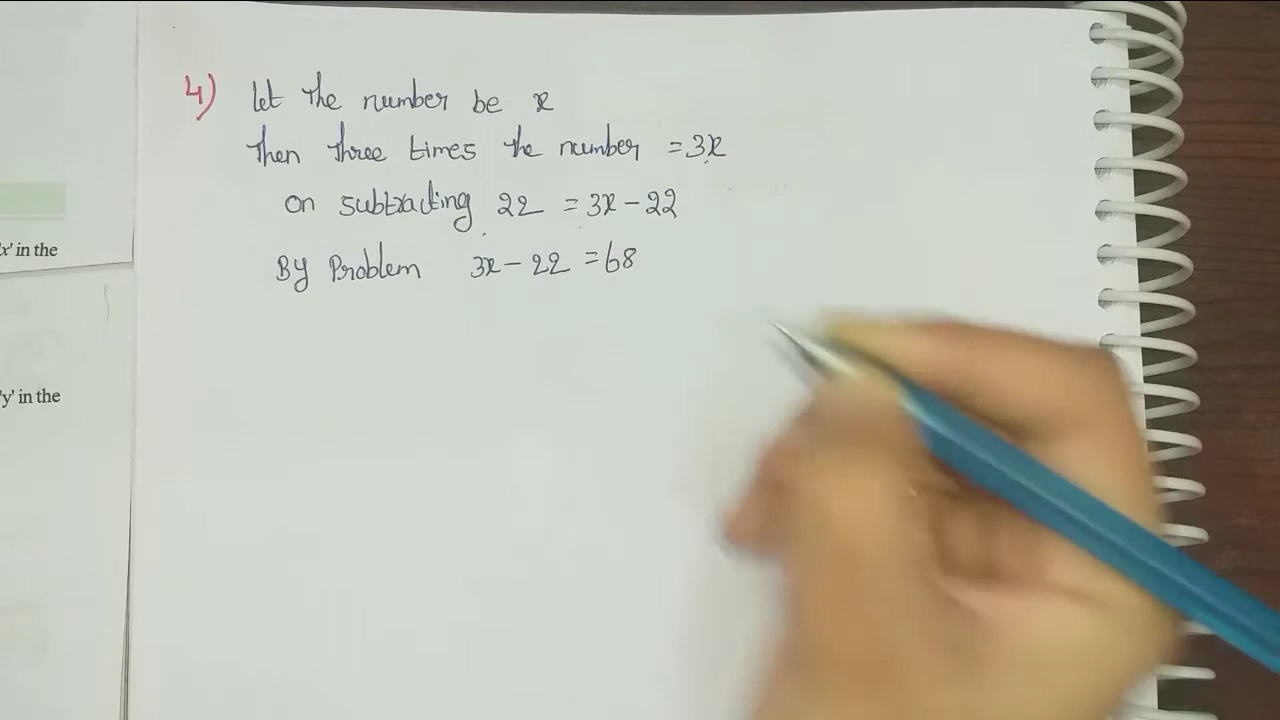 'x' in the
'y' in the
4) Let the number be x
Then three times the number = 3x
on subtracting 22 = 3x - 22
By Problem 3x - 22 = 68